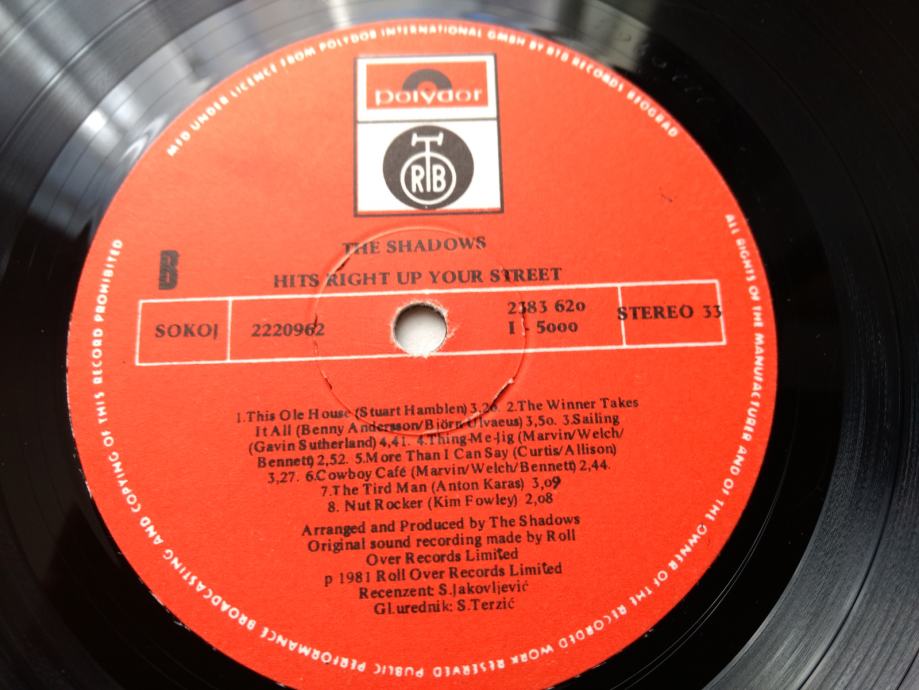 MFD UNDER LICENCE FROM POLYDOR INTERNATIONAL GMBH BY RTB RECORDS BEOGRAD
polydor
RTB
THE SHADOWS
B
HITS RIGHT UP YOUR STREET
SOKOJ 2220962 2383 620 STEREO 33
I 5000
1.This Ole House (Stuart Hamblen) 3,26. 2.The Winner Takes
It All (Benny Andersson/Björn Ulvaeus) 3,50. 3.Sailing
(Gavin Sutherland) 4,41. 4.Thing-Me-Jig (Marvin/Welch/
Bennett) 2,52. 5.More Than I Can Say (Curtis/Allison)
3,27. 6.Cowboy Café (Marvin/Welch/Bennett) 2,44.
7.The Tird Man (Anton Karas) 3,09
8. Nut Rocker (Kim Fowley) 2,08
Arranged and Produced by The Shadows
Original sound recording made by Roll
Over Records Limited
p 1981 Roll Over Records Limited
Recenzent: S.Jakovljević
Gl.urednik: S.Terzić
ALL RIGHTS OF THE MANUFACTURER AND OF THE OWNER OF THE RECORDED WORK RESERVED PUBLIC PERFORMANCE BROADCASTING AND COPYING OF THIS RECORD PROHIBITED